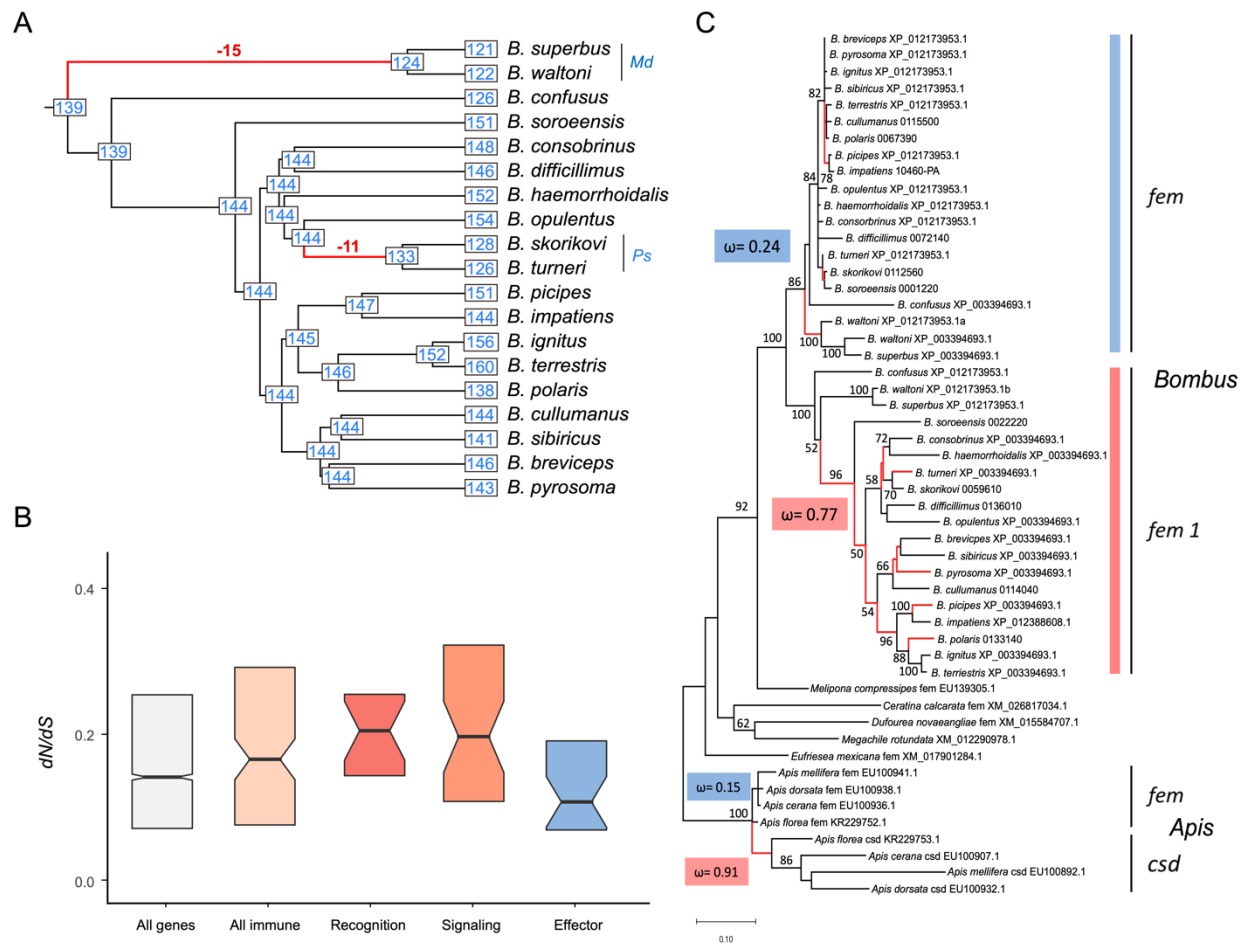 A
-15
139
124
121
B. superbus
122
B. waltoni
Md
139
126
B. confusus
144
151
B. soroeensis
144
144
148
B. consobrinus
146
B. difficillimus
144
152
B. haemorrhoidalis
144
154
B. opulentus
-11
133
128
B. skorikovi
126
B. turneri
Ps
144
145
147
151
B. picipes
144
B. impatiens
146
152
156
B. ignitus
160
B. terrestris
138
B. polaris
144
144
144
144
B. cullumanus
141
B. sibiricus
144
146
B. breviceps
143
B. pyrosoma
B
dN/dS
0.4
0.2
0.0
All genes
All immune
Recognition
Signaling
Effector
C
B. breviceps XP_012173953.1
B. pyrosoma XP_012173953.1
B. ignitus XP_012173953.1
B. sibiricus XP_012173953.1
82
B. terrestris XP_012173953.1
B. cullumanus 0115500
B. polaris 0067390
B. picipes XP_012173953.1
B. impatiens 10460-PA
84
78
B. opulentus XP_012173953.1
B. haemorrhoidalis XP_012173953.1
B. consorbrinus XP_012173953.1
B. difficillimus 0072140
B. turneri XP_012173953.1
B. skorikovi 0112560
B. soroeensis 0001220
ω= 0.24
86
B. confusus XP_003394693.1
B. waltoni XP_012173953.1a
100
B. waltoni XP_003394693.1
100
B. superbus XP_003394693.1
fem
100
B. confusus XP_012173953.1
100
B. waltoni XP_012173953.1b
B. superbus XP_012173953.1
100
B. soroeensis 0022220
52
72
B. consobrinus XP_003394693.1
B. haemorrhoidalis XP_003394693.1
96
58
B. turneri XP_003394693.1
70
B. skorikovi 0059610
B. difficillimus 0136010
B. opulentus XP_003394693.1
ω= 0.77
50
B. brevicpes XP_003394693.1
B. sibiricus XP_003394693.1
66
B. pyrosoma XP_003394693.1
B. cullumanus 0114040
54
100
B. picipes XP_003394693.1
B. impatiens XP_012388608.1
96
B. polaris 0133140
88
B. ignitus XP_003394693.1
100
B. terriestris XP_003394693.1
fem 1
Bombus
92
Melipona compressipes fem EU139305.1
Ceratina calcarata fem XM_026817034.1
62
Dufourea novaeangliae fem XM_015584707.1
Megachile rotundata XM_012290978.1
Eufriesea mexicana fem XM_017901284.1
ω= 0.15
Apis mellifera fem EU100941.1
Apis dorsata fem EU100938.1
Apis cerana fem EU100936.1
100
Apis florea fem KR229752.1
fem
Apis
Apis florea csd KR229753.1
86
Apis cerana csd EU100907.1
ω= 0.91
Apis mellifera csd EU100892.1
Apis dorsata csd EU100932.1
csd
0.10